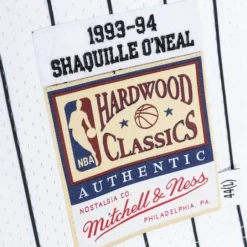 1993-94
SHAQUILLE O'NEAL
HARDWOOD
CLASSICS
NBA
AUTHENTIC
NOSTALGIA CO.
Mitchell & Ness
PHILADELPHIA, PA.